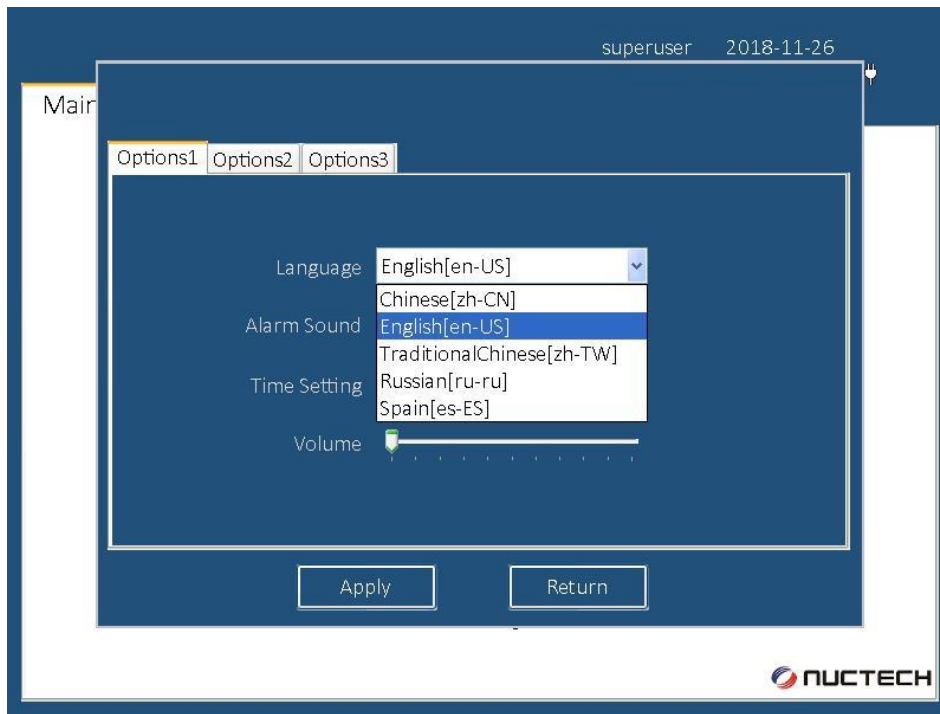 superuser 2018-11-26
Main
Options1 Options2 Options3
Language English[en-US]
Chinese[zh-CN]
Alarm Sound English[en-US]
TraditionalChinese[zh-TW]
Time Setting Russian[ru-ru]
Spain[es-ES]
Volume
Apply Return
NUCTECH